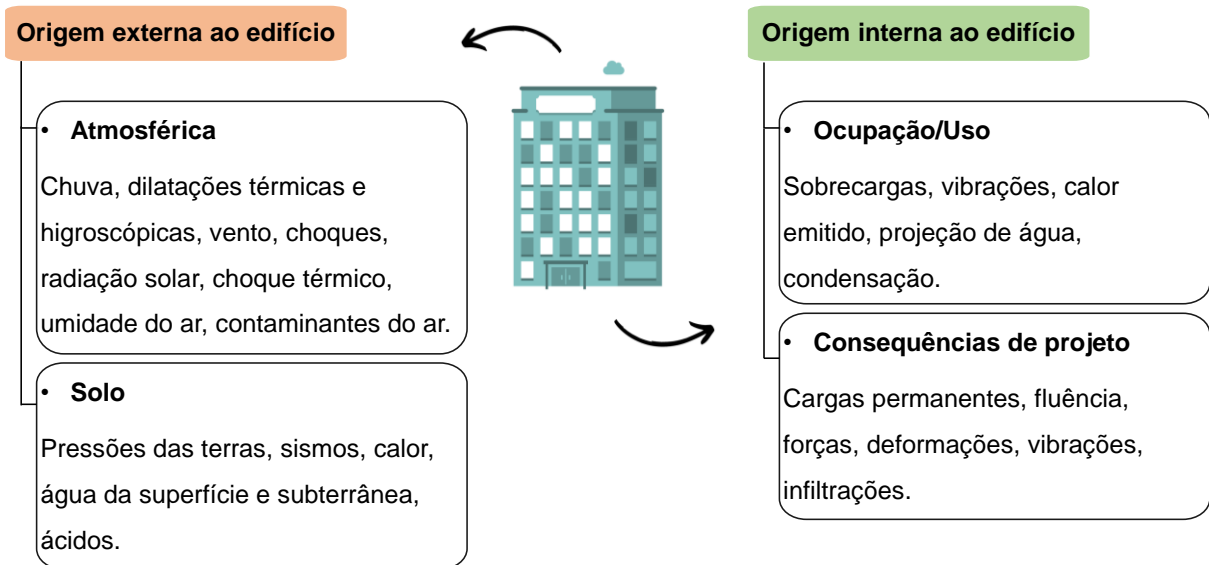 Origem externa ao edifício
• Atmosférica
Chuva, dilatações térmicas e
higroscópicas, vento, choques,
radiação solar, choque térmico,
umidade do ar, contaminantes do ar.
• Solo
Pressões das terras, sismos, calor,
água da superfície e subterrânea,
ácidos.
Origem interna ao edifício
• Ocupação/Uso
Sobrecargas, vibrações, calor
emitido, projeção de água,
condensação.
• Consequências de projeto
Cargas permanentes, fluência,
forças, deformações, vibrações,
infiltrações.